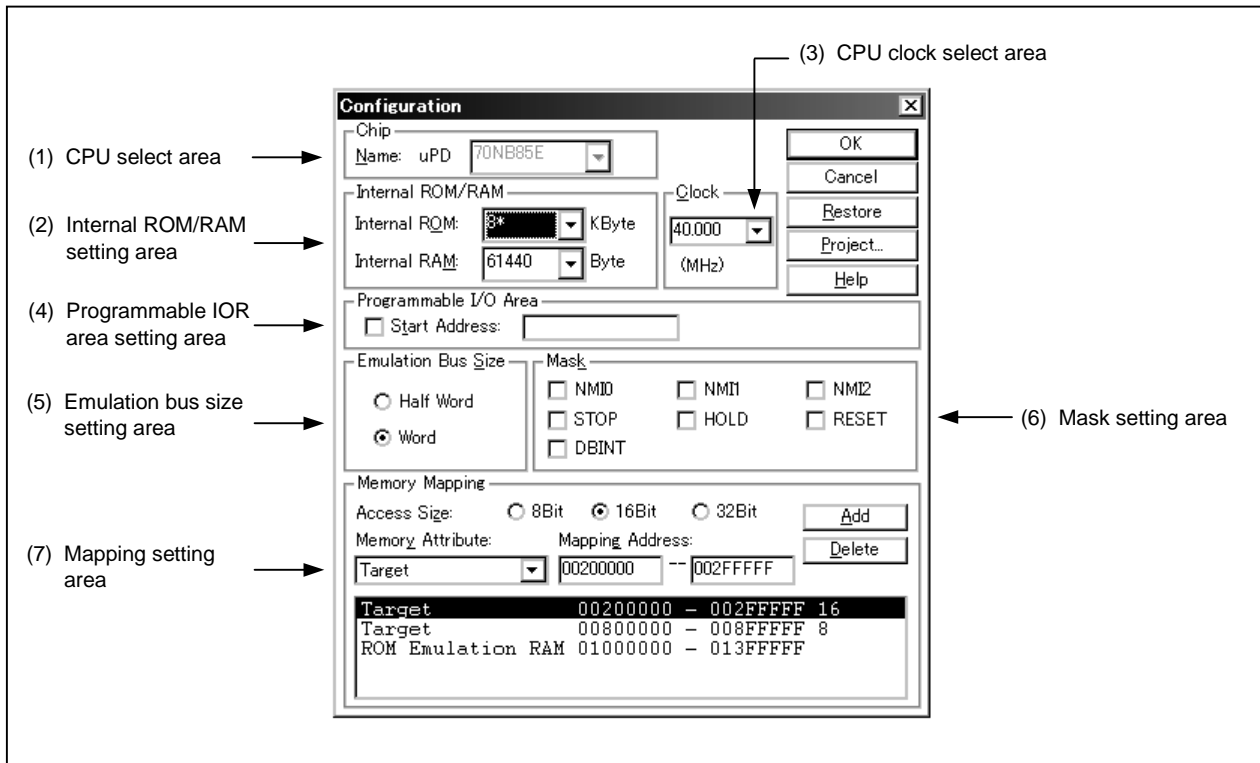 (3) CPU clock select area
Configuration
(1) CPU select area
Chip
Name: uPD 70NB85E
OK
Cancel
Restore
Project...
Help
(2) Internal ROM/RAM
setting area
Internal ROM/RAM
Internal ROM: 8* KByte
Internal RAM: 61440 Byte
Clock
40.000
(MHz)
(4) Programmable IOR
area setting area
Programmable I/O Area
Start Address:
(5) Emulation bus size
setting area
Emulation Bus Size
Half Word
Word
Mask
NMI0 NMI1 NMI2
STOP HOLD RESET
DBINT
(6) Mask setting area
(7) Mapping setting
area
Memory Mapping
Access Size: 8Bit 16Bit 32Bit
Add
Memory Attribute: Mapping Address:
Delete
Target 00200000 -- 002FFFFF
Target 00200000 - 002FFFFF 16
Target 00800000 - 008FFFFF 8
ROM Emulation RAM 01000000 - 013FFFFF